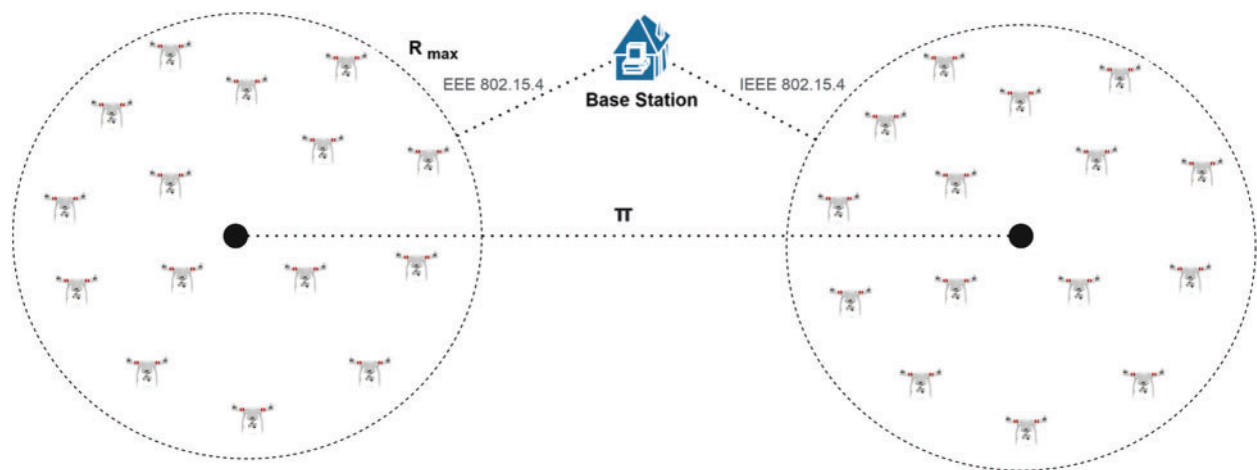 R max
EEE 802.15.4
IEEE 802.15.4
Base Station
π